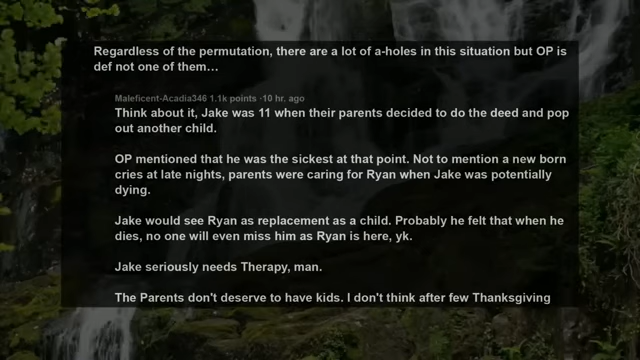 Regardless of the permutation, there are a lot of a-holes in this situation but OP is
def not one of them…
Maleficent-Acadia346 1.1k points ·10 hr. ago
Think about it, Jake was 11 when their parents decided to do the deed and pop
out another child.
OP mentioned that he was the sickest at that point. Not to mention a new born
cries at late nights, parents were caring for Ryan when Jake was potentially
dying.
Jake would see Ryan as replacement as a child. Probably he felt that when he
dies, no one will even miss him as Ryan is here, yk.
Jake seriously needs Therapy, man.
The Parents don't deserve to have kids. I don't think after few Thanksgiving